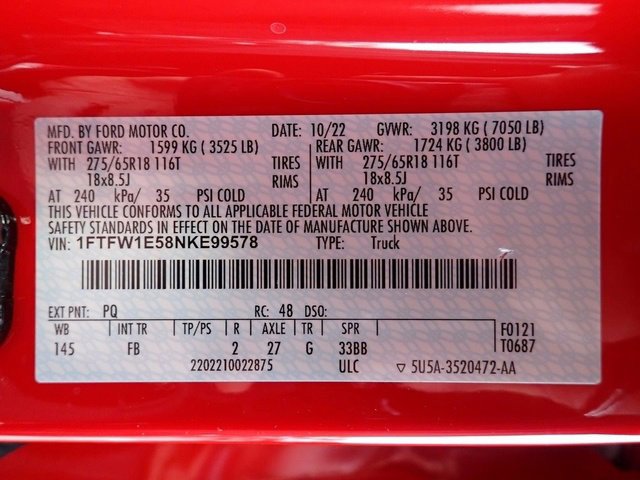 MFD. BY FORD MOTOR CO. DATE: 10/22 GVWR: 3198 KG ( 7050 LB)
FRONT GAWR: 1599 KG ( 3525 LB) REAR GAWR: 1724 KG ( 3800 LB)
WITH 275/65R18 116T TIRES WITH 275/65R18 116T TIRES
18x8.5J RIMS 18x8.5J RIMS
AT 240 kPa/ 35 PSI COLD AT 240 kPa/ 35 PSI COLD
THIS VEHICLE CONFORMS TO ALL APPLICABLE FEDERAL MOTOR VEHICLE
SAFETY STANDARDS IN EFFECT ON THE DATE OF MANUFACTURE SHOWN ABOVE.
VIN: 1FTFW1E58NKE99578 TYPE: Truck
EXT PNT: PQ RC: 48 DSO:
WB INT TR TP/PS R AXLE TR SPR F0121
145 FB 2 27 G 33BB T0687
2202210022875 ULC ▽ 5U5A-3520472-AA